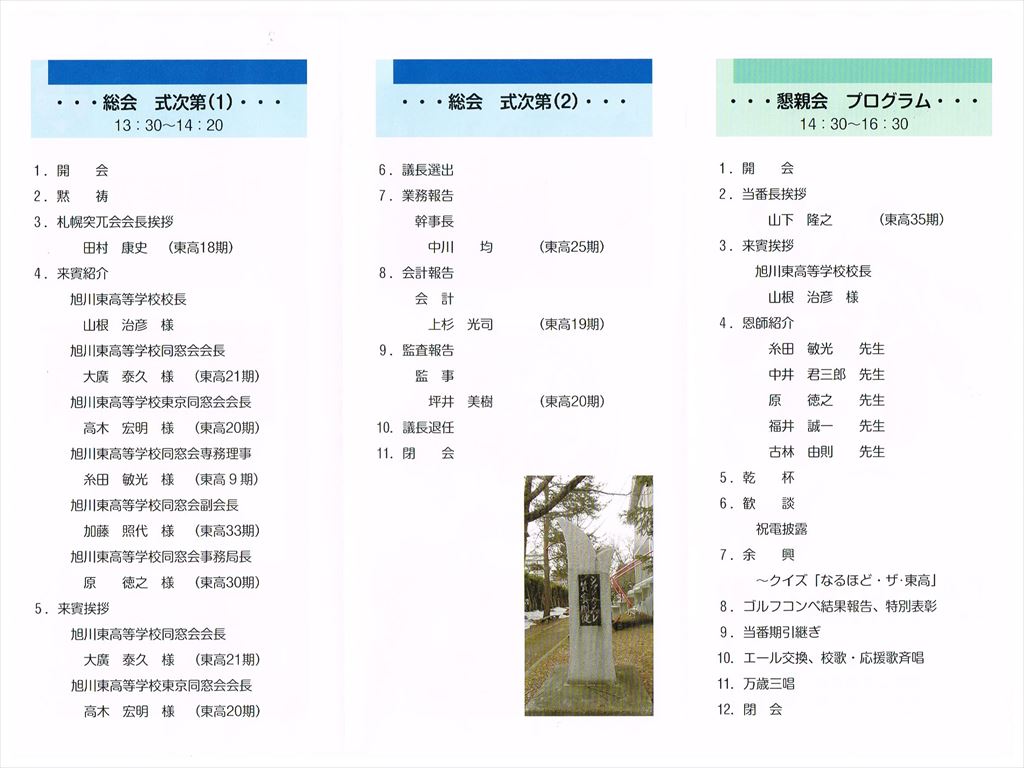 ・・・総会　式次第(1)・・・
13：30～14：20
1．開　　会
2．黙　　祷
3．札幌突兀会会長挨拶
田村　康史　（東高18期）
4．来賓紹介
旭川東高等学校校長
山根　治彦　様
旭川東高等学校同窓会会長
大廣　泰久　様　（東高21期）
旭川東高等学校東京同窓会会長
高木　宏明　様　（東高20期）
旭川東高等学校同窓会専務理事
糸田　敏光　様　（東高９期）
旭川東高等学校同窓会副会長
加藤　照代　様　（東高33期）
旭川東高等学校同窓会事務局長
原　　徳之　様　（東高30期）
5．来賓挨拶
旭川東高等学校同窓会会長
大廣　泰久　様　（東高21期）
旭川東高等学校東京同窓会会長
高木　宏明　様　（東高20期）
・・・総会　式次第(2)・・・
6．議長選出
7．業務報告
幹事長
中川　　均　　　（東高25期）
8．会計報告
会　計
上杉　光司　　　（東高19期）
9．監査報告
監　事
坪井　美樹　　　（東高20期）
10．議長退任
11．閉　　会
・・・懇親会　プログラム・・・
14：30～16：30
1．開　　会
2．当番長挨拶
山下　隆之　　　（東高35期）
3．来賓挨拶
旭川東高等学校校長
山根　治彦　様
4．恩師紹介
糸田　敏光　　先生
中井　君三郎　先生
原　　徳之　　先生
福井　誠一　　先生
古林　由則　　先生
5．乾　　杯
6．歓　　談
祝電披露
7．余　　興
～クイズ「なるほど・ザ・東高」
8．ゴルフコンペ結果報告、特別表彰
9．当番期引継ぎ
10．エール交換、校歌・応援歌斉唱
11．万歳三唱
12．閉　会